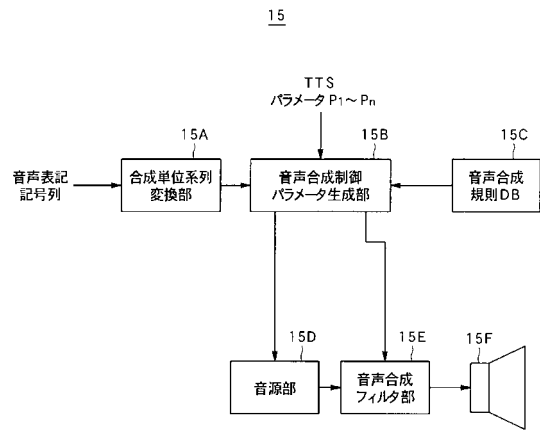 15
TTS
パラメータ P1～Pn
15A
15B
15C
音声表記
記号列
合成単位系列
変換部
音声合成制御
パラメータ生成部
音声合成
規則DB
15D
15E
15F
音源部
音声合成
フィルタ部